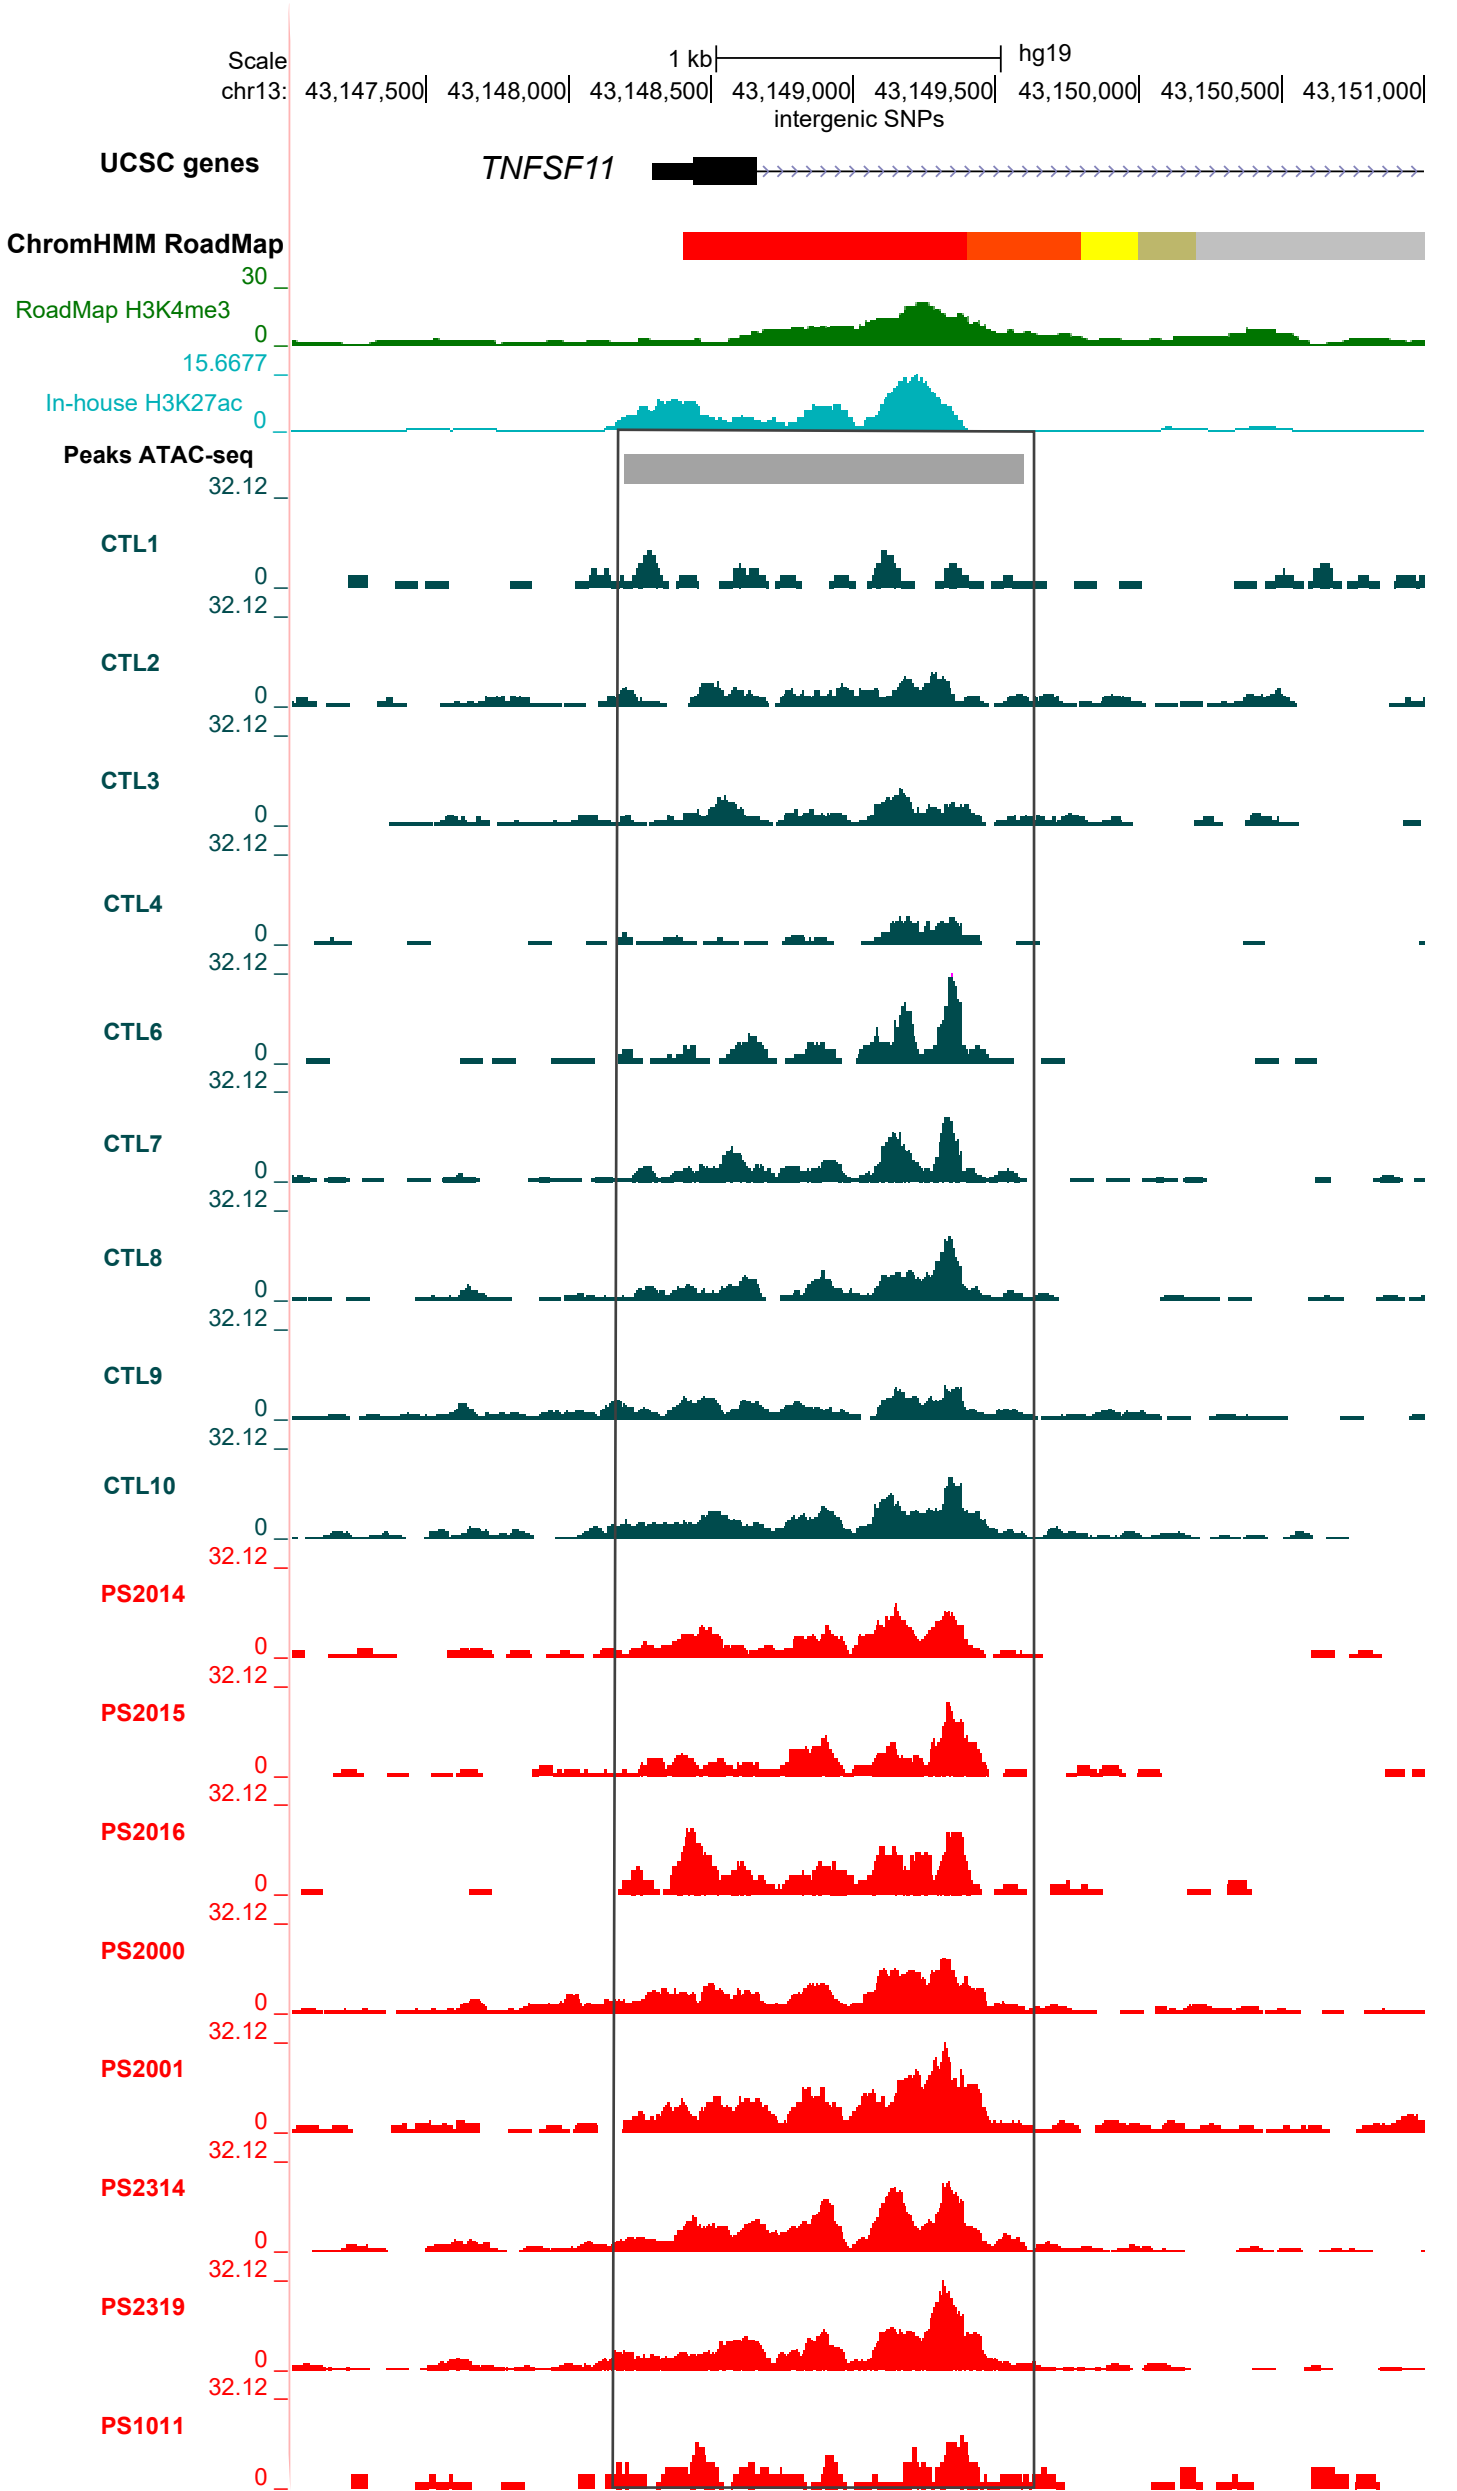 Scale 1 kb hg19
chr13: 43,147,500 43,148,000 43,148,500 43,149,000 43,149,500 43,150,000 43,150,500 43,151,000
intergenic SNPs
UCSC genes TNFSF11
ChromHMM RoadMap
30
RoadMap H3K4me3
0
15.6677
In-house H3K27ac
0
Peaks ATAC-seq
32.12
CTL1
0
32.12
CTL2
0
32.12
CTL3
0
32.12
CTL4
0
32.12
CTL6
0
32.12
CTL7
0
32.12
CTL8
0
32.12
CTL9
0
32.12
CTL10
0
32.12
PS2014
0
32.12
PS2015
0
32.12
PS2016
0
32.12
PS2000
0
32.12
PS2001
0
32.12
PS2314
0
32.12
PS2319
0
32.12
PS1011
0